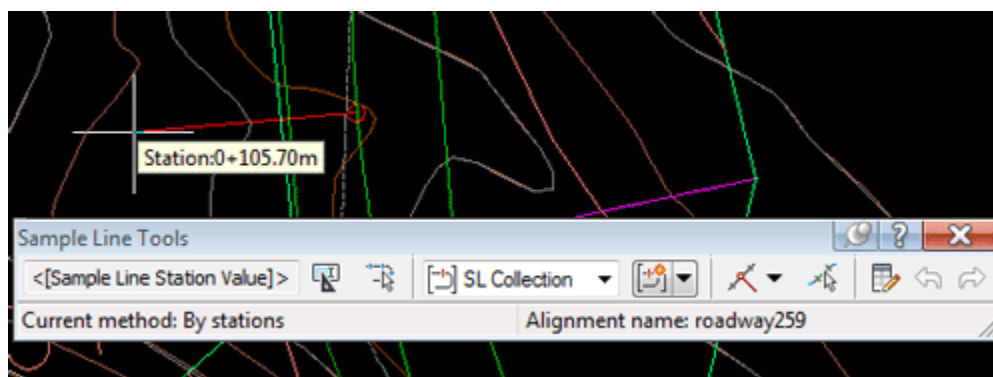 Station:0+105.70m
Sample Line Tools
<[Sample Line Station Value]> SL Collection
Current method: By stations Alignment name: roadway259